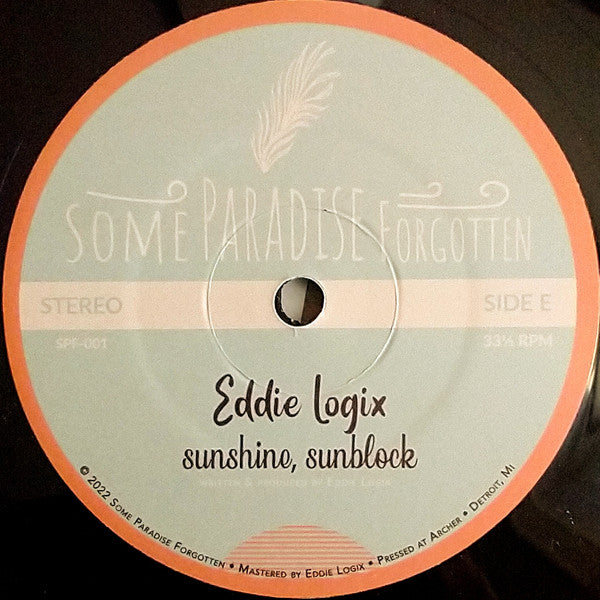 SOME PARADISE FORGOTTEN
STEREO
SIDE E
SPF-001
33⅓ RPM
Eddie Logix
sunshine, sunblock
WRITTEN & PRODUCED BY EDDIE LOGIX
© 2022 SOME PARADISE FORGOTTEN • MASTERED BY EDDIE LOGIX • PRESSED AT ARCHER • DETROIT, MI